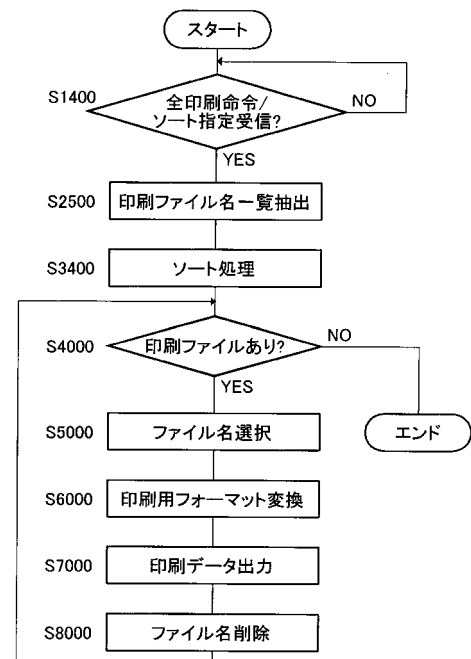 スタート
S1400
全印刷命令/
ソート指定受信?
NO
YES
S2500
印刷ファイル名一覧抽出
S3400
ソート処理
S4000
印刷ファイルあり?
NO
YES
S5000
ファイル名選択
エンド
S6000
印刷用フォーマット変換
S7000
印刷データ出力
S8000
ファイル名削除